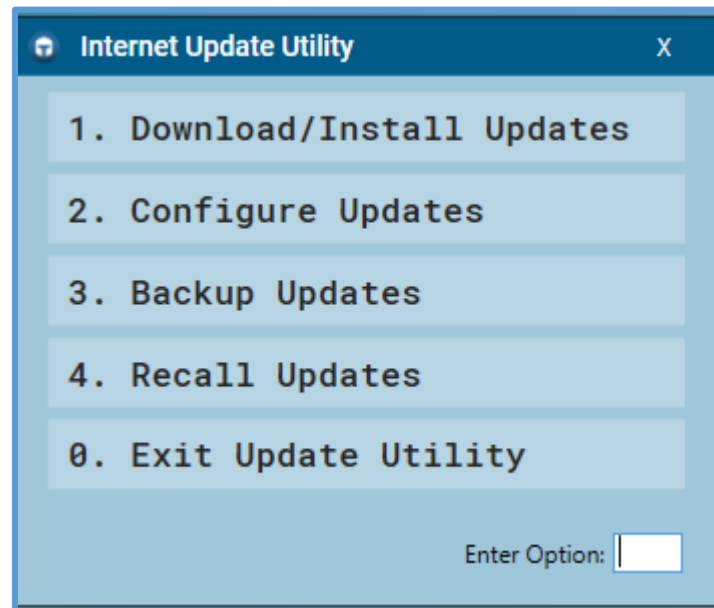 Internet Update Utility X
1. Download/Install Updates
2. Configure Updates
3. Backup Updates
4. Recall Updates
0. Exit Update Utility
Enter Option: